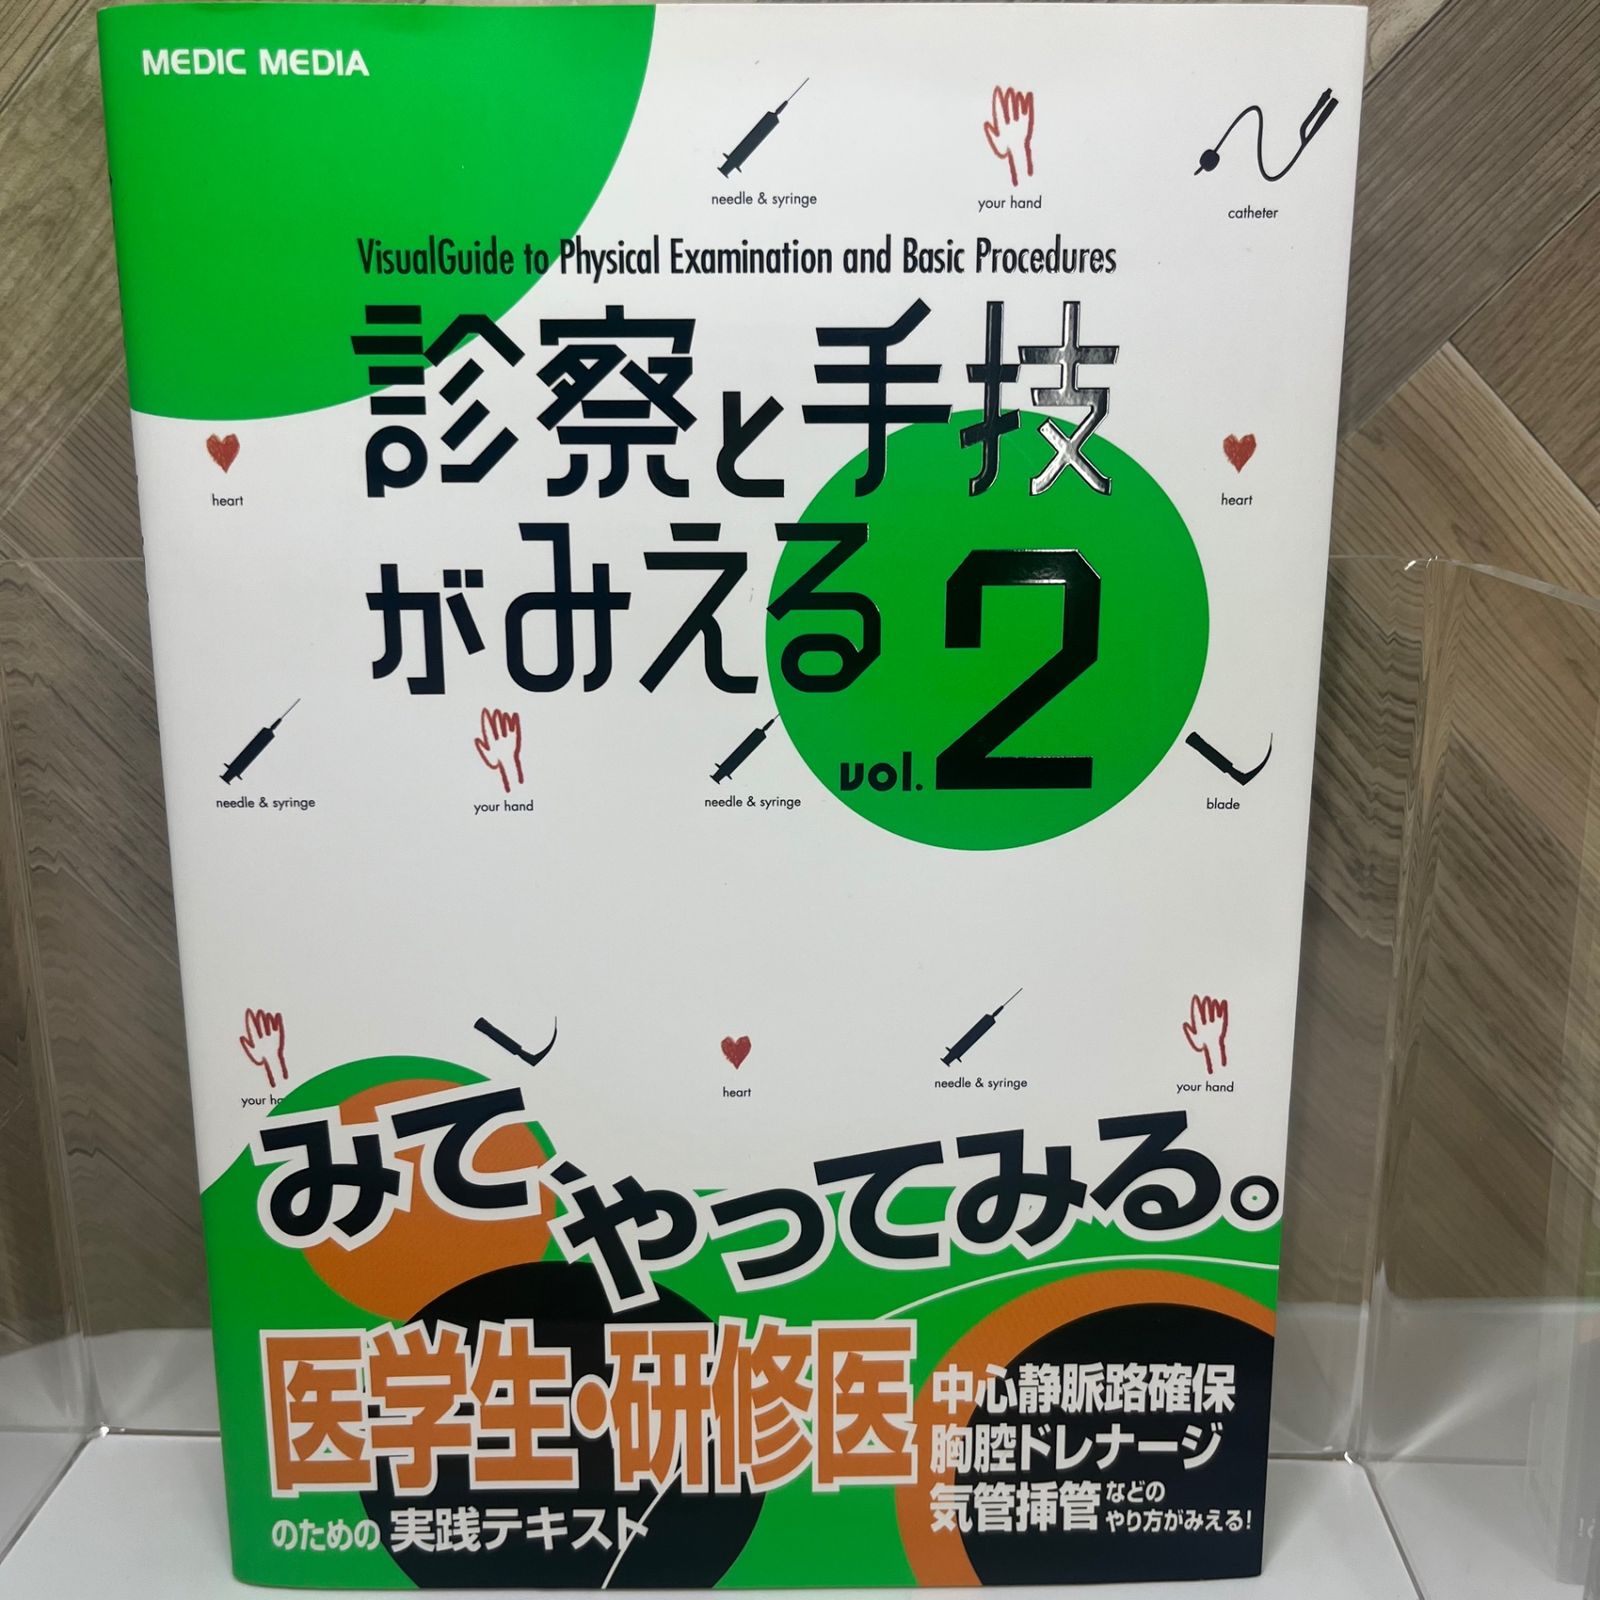 MEDIC MEDIA
needle & syringe
your hand
catheter
VisualGuide to Physical Examination and Basic Procedures
診察と手技
がみえる
vol.2
heart
heart
needle & syringe
your hand
needle & syringe
blade
your
heart
needle & syringe
your hand
みて、やってみる。
医学生・研修医
のための 実践テキスト
中心静脈路確保
胸腔ドレナージ
気管挿管などの
やり方がみえる!